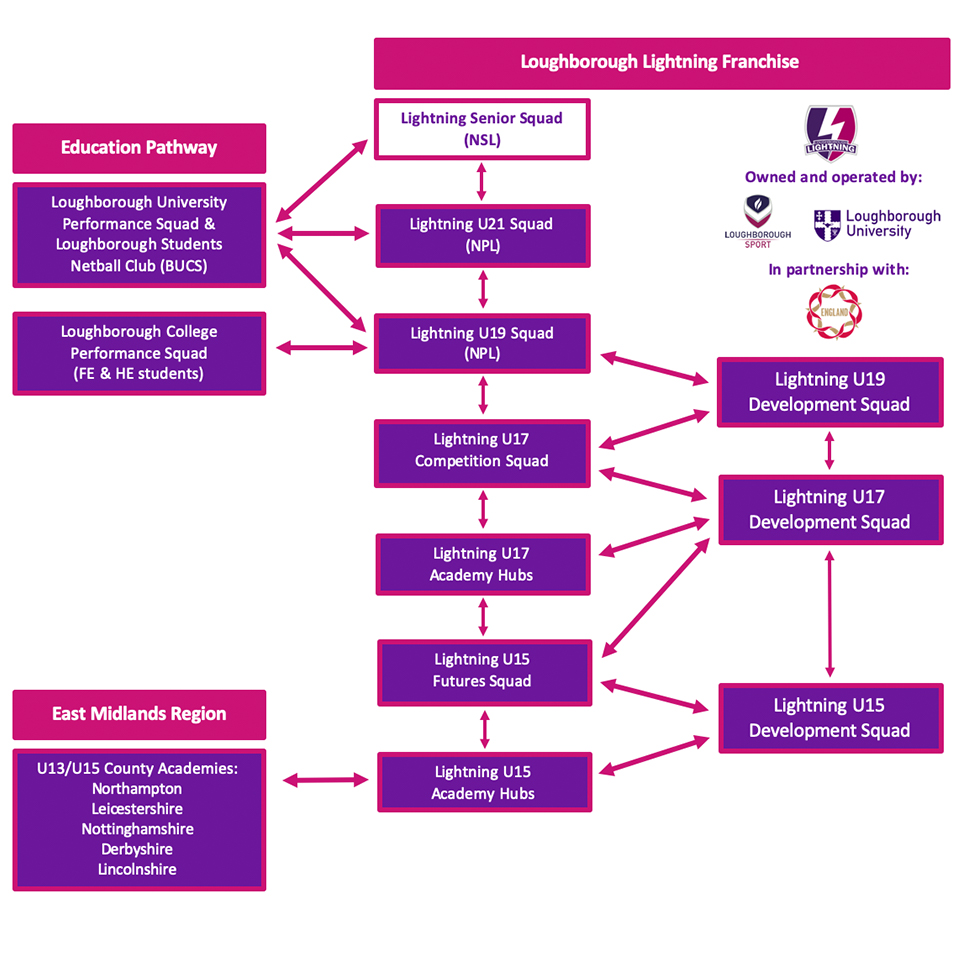 Loughborough Lightning Franchise
Education Pathway
Loughborough University
Performance Squad &
Loughborough Students
Netball Club (BUCS)
Loughborough College
Performance Squad
(FE & HE students)
East Midlands Region
U13/U15 County Academies:
Northampton
Leicestershire
Nottinghamshire
Derbyshire
Lincolnshire
Lightning Senior Squad
(NSL)
Lightning U21 Squad
(NPL)
Lightning U19 Squad
(NPL)
Lightning U17
Competition Squad
Lightning U17
Academy Hubs
Lightning U15
Futures Squad
Lightning U15
Academy Hubs
LIGHTNING
Owned and operated by:
LOUGHBOROUGH
SPORT
Loughborough
University
In partnership with:
ENGLAND
Lightning U19
Development Squad
Lightning U17
Development Squad
Lightning U15
Development Squad